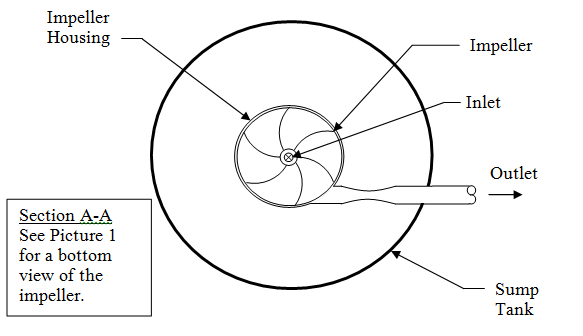 Impeller
Housing
Impeller
Inlet
Outlet
Section A-A
See Picture 1
for a bottom
view of the
impeller.
Sump
Tank